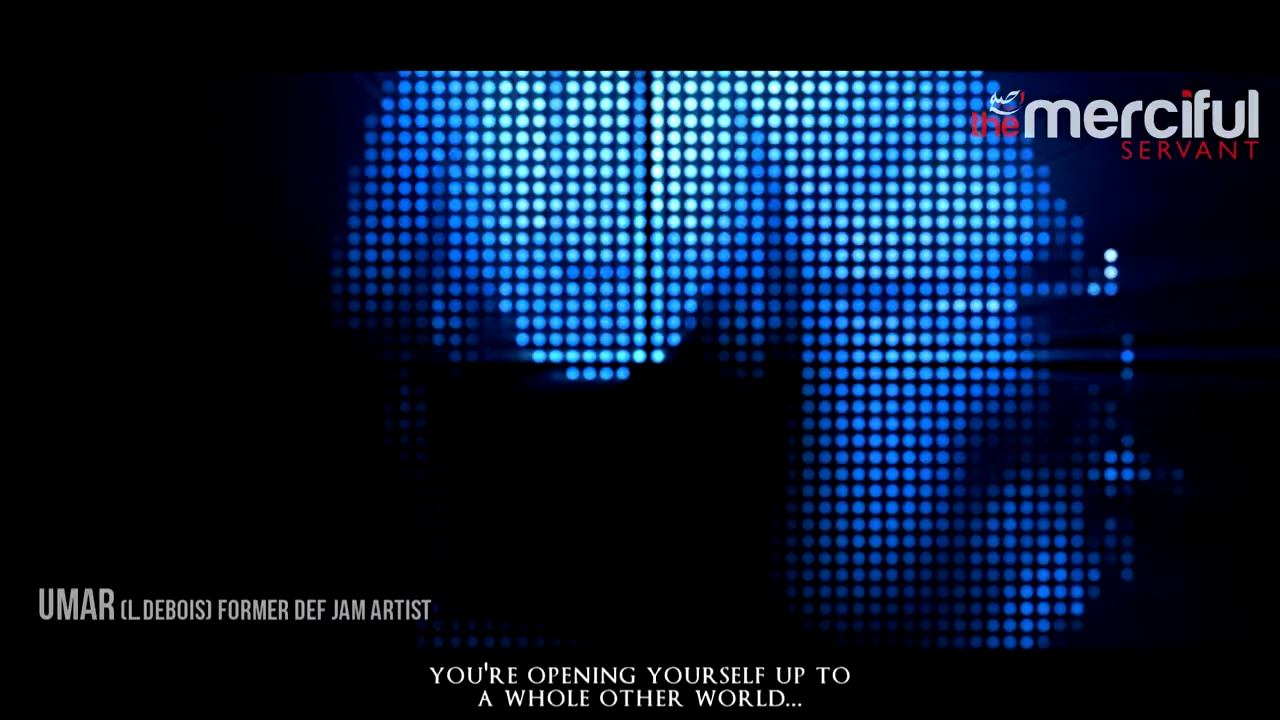 the merciful
SERVANT
UMAR (L.DEBOIS) FORMER DEF JAM ARTIST
YOU'RE OPENING YOURSELF UP TO
A WHOLE OTHER WORLD...